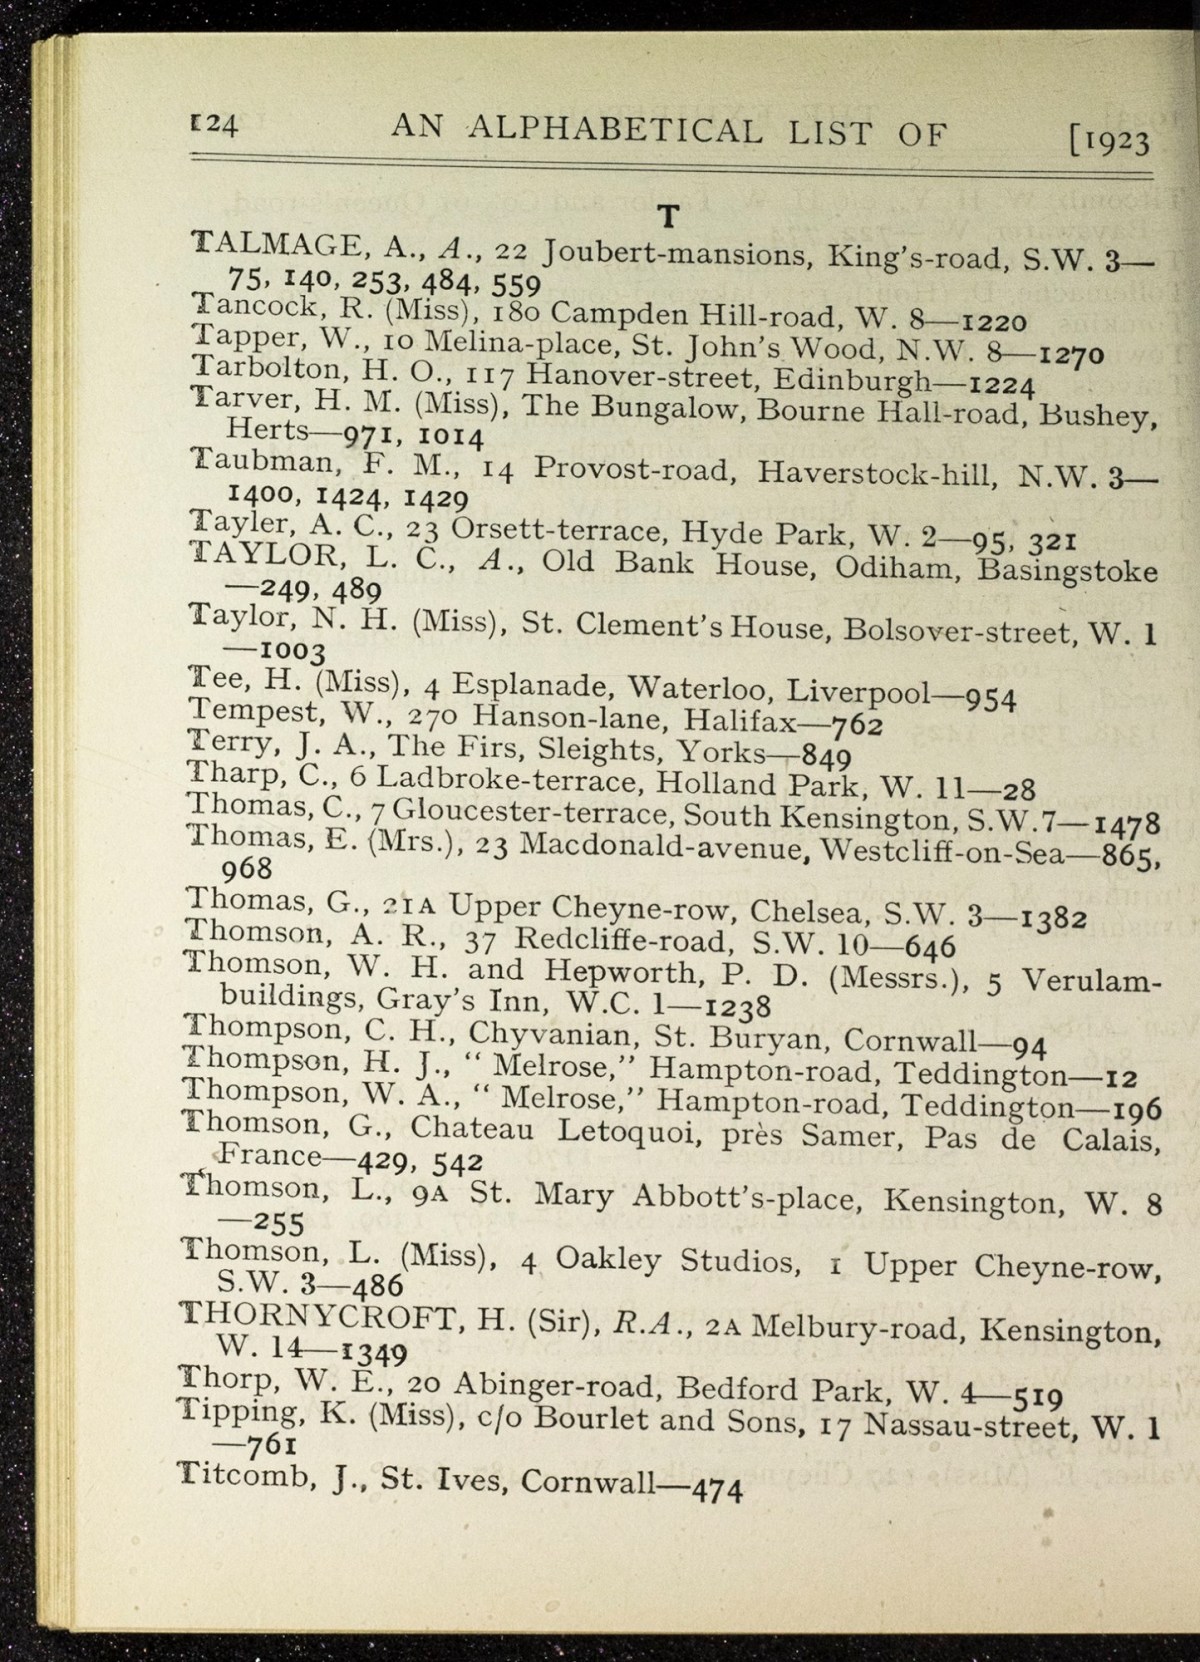 124 AN ALPHABETICAL LIST OF [1923
T
TALMAGE, A., A., 22 Joubert-mansions, King's-road, S.W. 3—
75, 140, 253, 484, 559
Tancock, R. (Miss), 180 Campden Hill-road, W. 8—1220
Tapper, W., 10 Melina-place, St. John's Wood, N.W. 8—1270
Tarbolton, H. O., 117 Hanover-street, Edinburgh—1224
Tarver, H. M. (Miss), The Bungalow, Bourne Hall-road, Bushey,
Herts—971, 1014
Taubman, F. M., 14 Provost-road, Haverstock-hill, N.W. 3—
1400, 1424, 1429
Tayler, A. C., 23 Orsett-terrace, Hyde Park, W. 2—95, 321
TAYLOR, L. C., A., Old Bank House, Odiham, Basingstoke
—249, 489
Taylor, N. H. (Miss), St. Clement's House, Bolsover-street, W. 1
—1003
Tee, H. (Miss), 4 Esplanade, Waterloo, Liverpool—954
Tempest, W., 270 Hanson-lane, Halifax—762
Terry, J. A., The Firs, Sleights, Yorks—849
Tharp, C., 6 Ladbroke-terrace, Holland Park, W. 11—28
Thomas, C., 7 Gloucester-terrace, South Kensington, S.W.7—1478
Thomas, E. (Mrs.), 23 Macdonald-avenue, Westcliff-on-Sea—865,
968
Thomas, G., 21A Upper Cheyne-row, Chelsea, S.W. 3—1382
Thomson, A. R., 37 Redcliffe-road, S.W. 10—646
Thomson, W. H. and Hepworth, P. D. (Messrs.), 5 Verulam-
buildings, Gray's Inn, W.C. 1—1238
Thompson, C. H., Chyvanian, St. Buryan, Cornwall—94
Thompson, H. J., "Melrose," Hampton-road, Teddington—12
Thompson, W. A., "Melrose," Hampton-road, Teddington—196
Thomson, G., Chateau Letoquoi, près Samer, Pas de Calais,
France—429, 542
Thomson, L., 9A St. Mary Abbott's-place, Kensington, W. 8
—255
Thomson, L. (Miss), 4 Oakley Studios, 1 Upper Cheyne-row,
S.W. 3—486
THORNYCROFT, H. (Sir), R.A., 2A Melbury-road, Kensington,
W. 14—1349
Thorp, W. E., 20 Abinger-road, Bedford Park, W. 4—519
Tipping, K. (Miss), c/o Bourlet and Sons, 17 Nassau-street, W. 1
—761
Titcomb, J., St. Ives, Cornwall—474